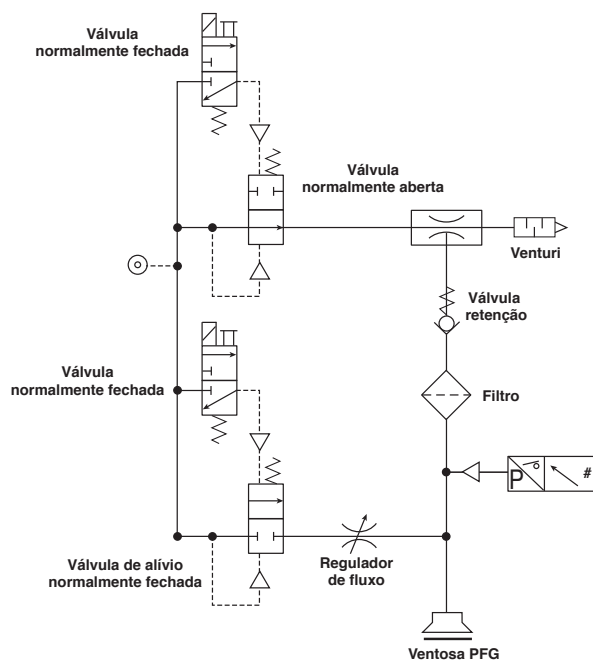 Válvula
normalmente fechada
Válvula
normalmente aberta
Venturi
Válvula
retenção
Válvula
normalmente fechada
Filtro
P
#
Válvula de alívio
normalmente fechada
Regulador
de fluxo
Ventosa PFG